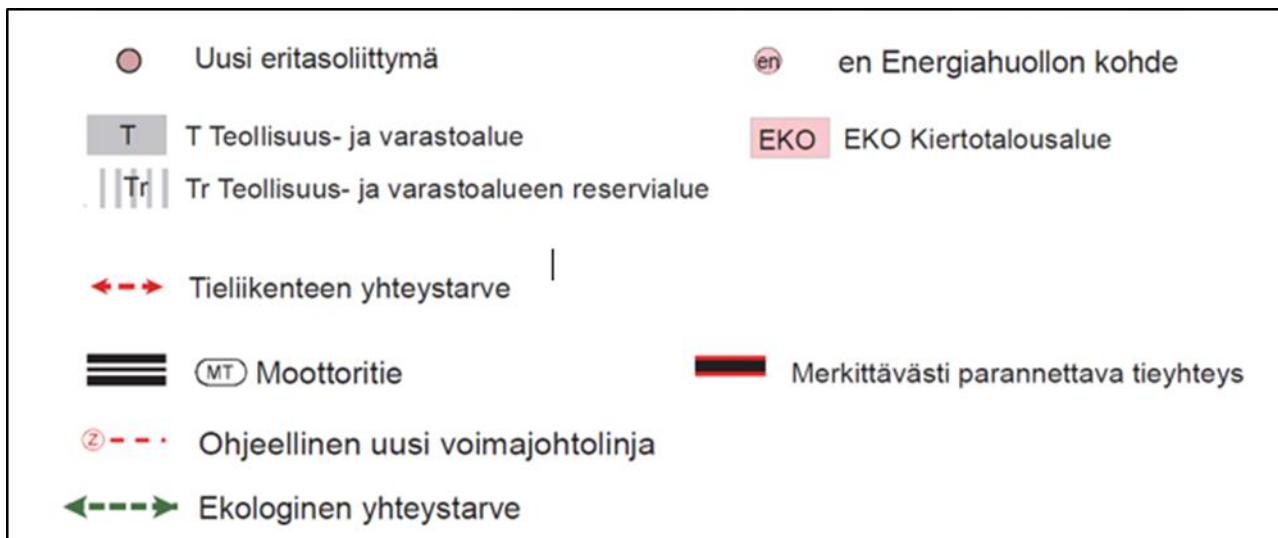 Uusi eritasoliittymä
en en Energiahuollon kohde
T T Teollisuus- ja varastoalue
EKO EKO Kiertotalousalue
Tr Tr Teollisuus- ja varastoalueen reservialue
Tieliikenteen yhteystarve
MT Moottoritie
Merkittävästi parannettava tieyhteys
Z Ohjeellinen uusi voimajohtolinja
Ekologinen yhteystarve